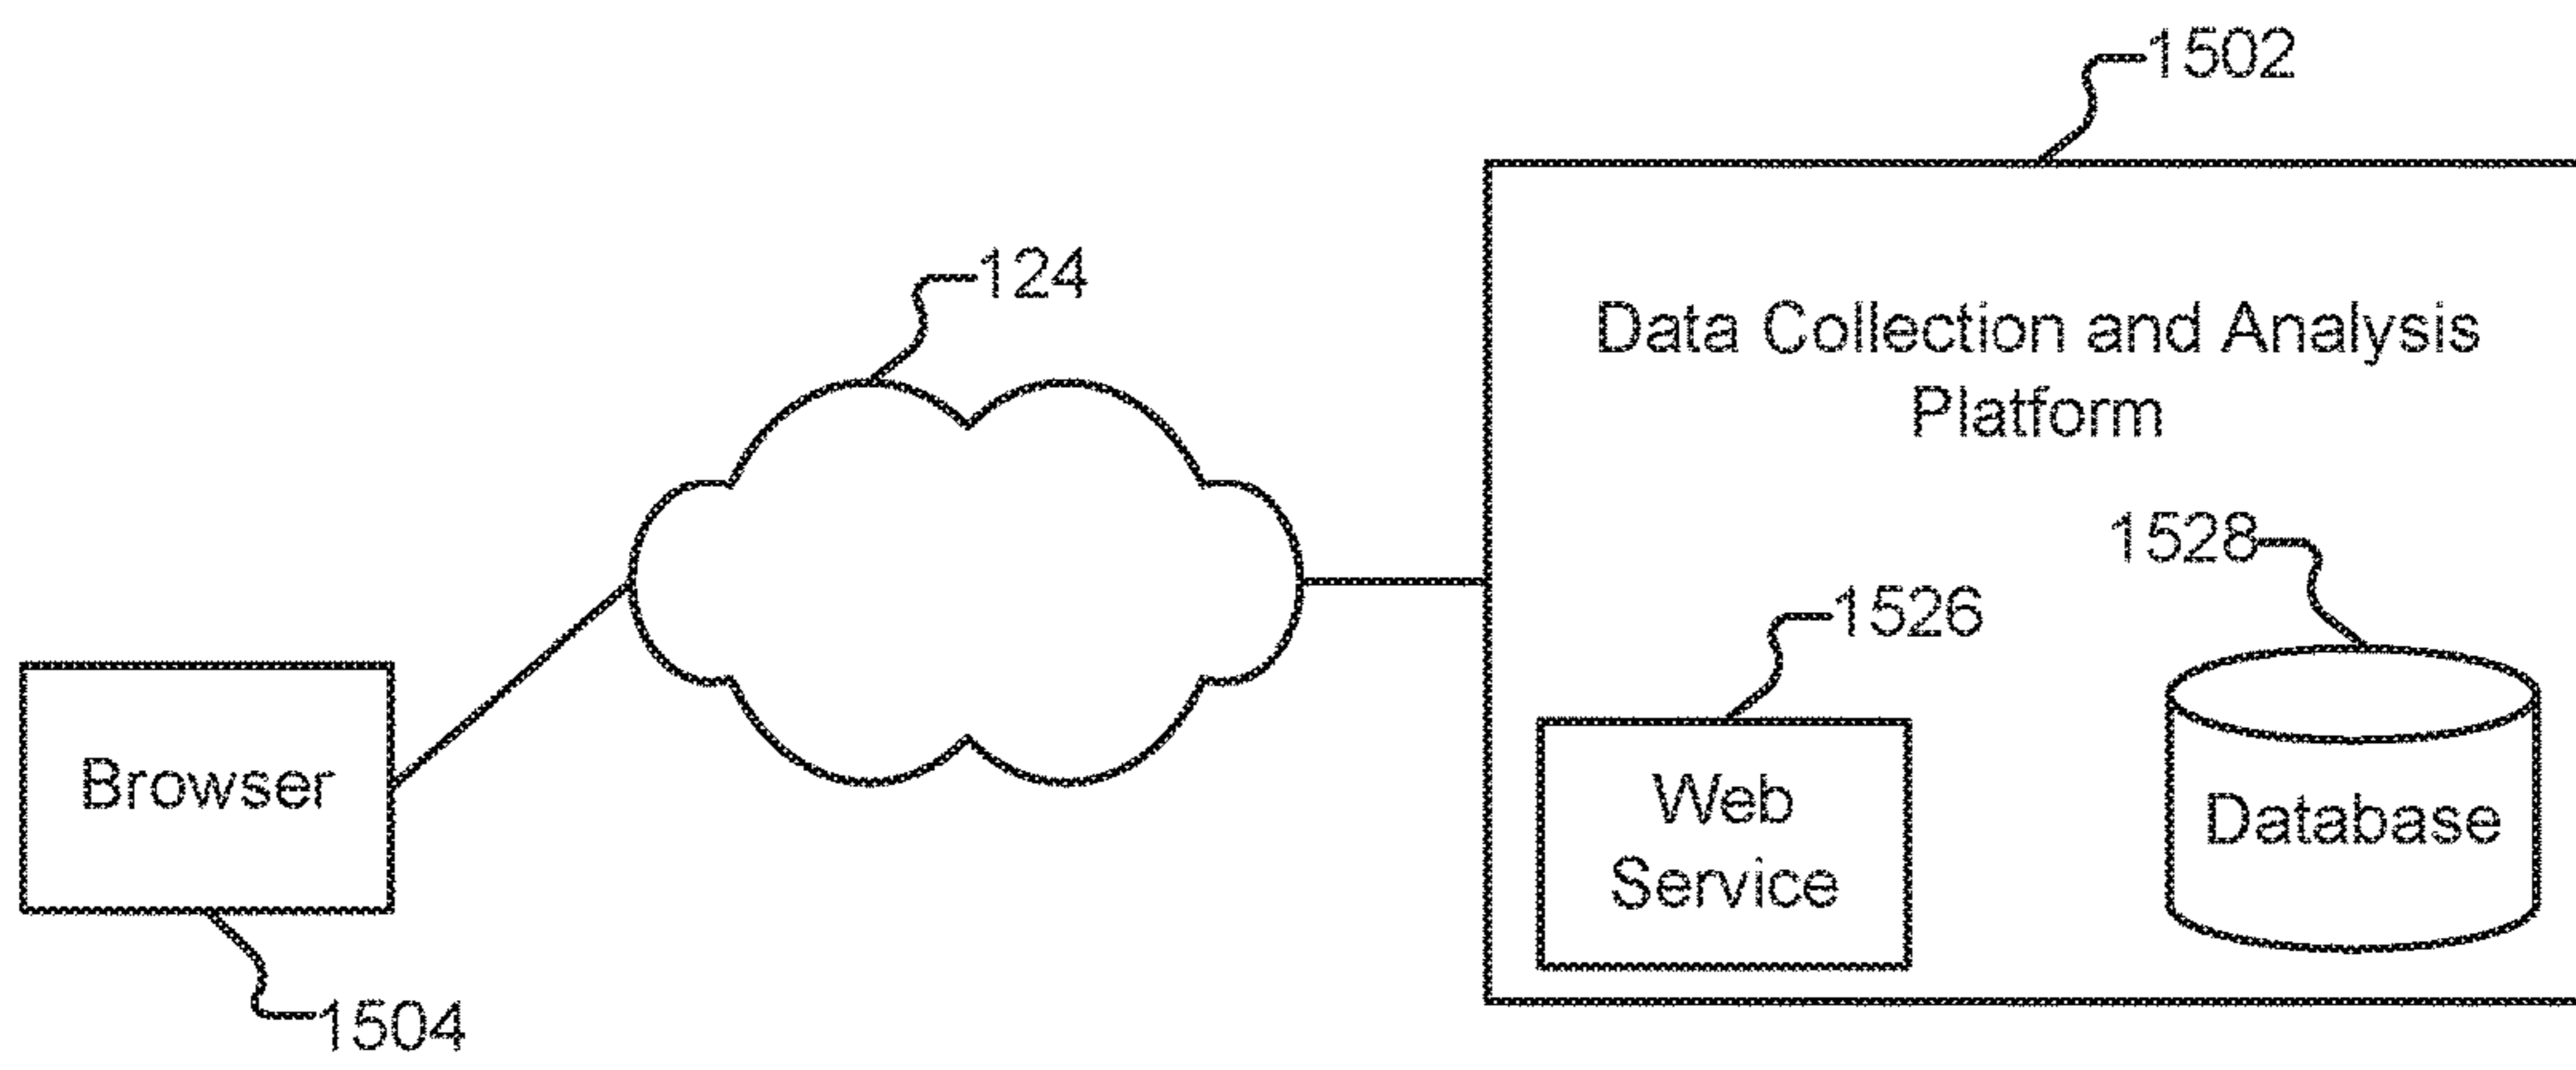 1502
124
Data Collection and Analysis
Platform
1528
1526
Browser
Web
Service
Database
1504